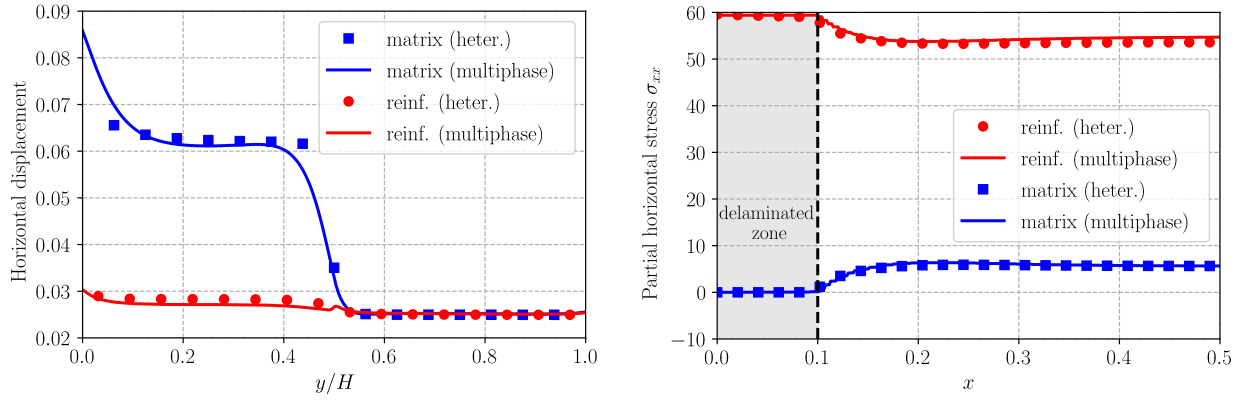 0.09
0.08
0.07
0.06
0.05
0.04
0.03
0.02
Horizontal displacement
matrix (heter.)
matrix (multiphase)
reinf. (heter.)
reinf. (multiphase)
0.0 0.2 0.4 0.6 0.8 1.0
y/H
60
50
40
30
20
10
0
−10
Partial horizontal stress σxx
delaminated
zone
reinf. (heter.)
reinf. (multiphase)
matrix (heter.)
matrix (multiphase)
0.0 0.1 0.2 0.3 0.4 0.5
x